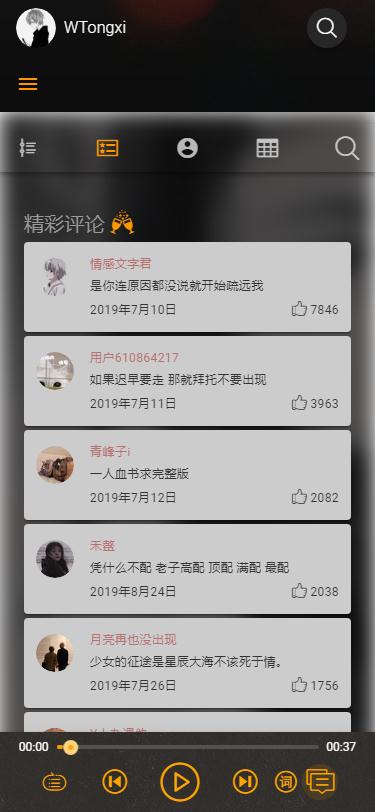 WTongxi
精彩评论
情感文字君
是你连原因都没说就开始疏远我
2019年7月10日 7846
用户610864217
如果迟早要走 那就拜托不要出现
2019年7月11日 3963
青峰子i
一人血书求完整版
2019年7月12日 2082
禾盤
凭什么不配 老子高配 顶配 满配 最配
2019年8月24日 2038
月亮再也没出现
少女的征途是星辰大海不该死于情。
2019年7月26日 1756
00:00 00:37
词